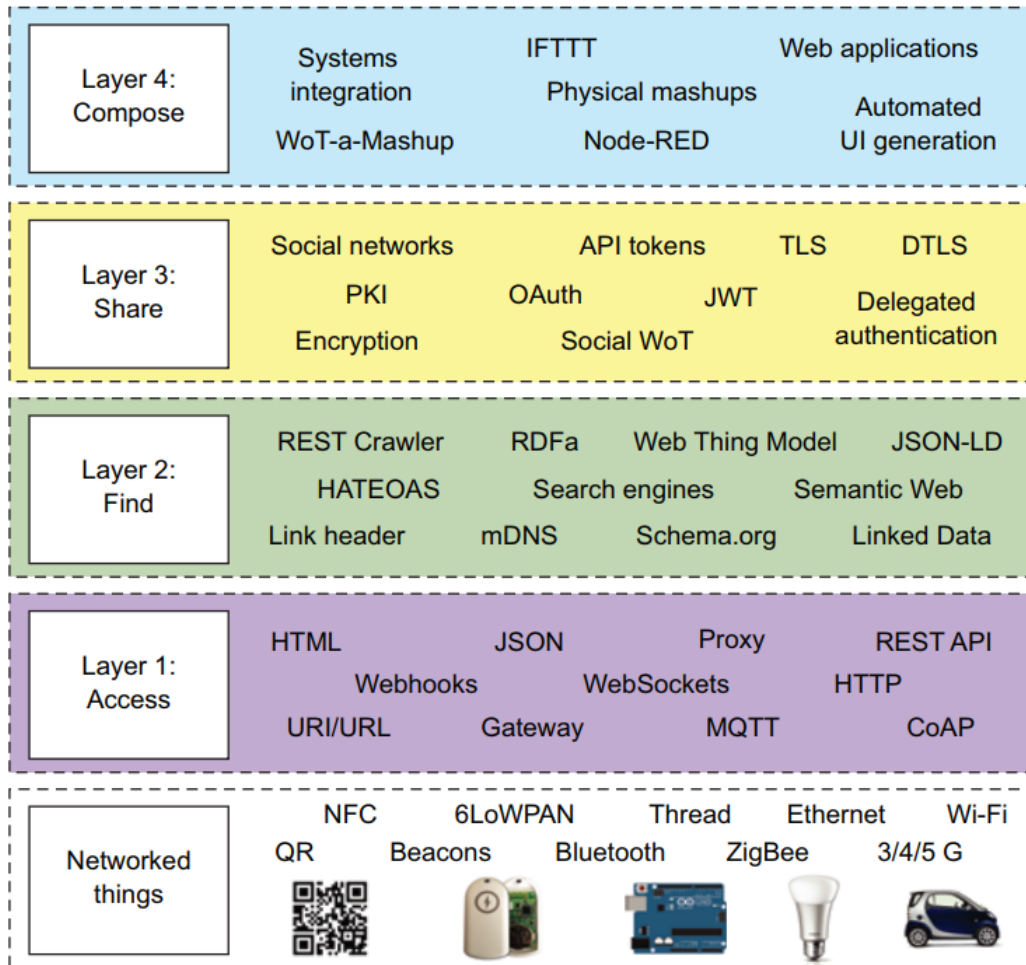 Layer 4:
Compose
Systems
integration
IFTTT
Web applications
Physical mashups
Automated
UI generation
WoT-a-Mashup
Node-RED
Layer 3:
Share
Social networks
API tokens
TLS
DTLS
PKI
OAuth
JWT
Delegated
authentication
Encryption
Social WoT
Layer 2:
Find
REST Crawler
RDFa
Web Thing Model
JSON-LD
HATEOAS
Search engines
Semantic Web
Link header
mDNS
Schema.org
Linked Data
Layer 1:
Access
HTML
JSON
Proxy
REST API
Webhooks
WebSockets
HTTP
URI/URL
Gateway
MQTT
CoAP
Networked
things
NFC
6LoWPAN
Thread
Ethernet
Wi-Fi
QR
Beacons
Bluetooth
ZigBee
3/4/5 G